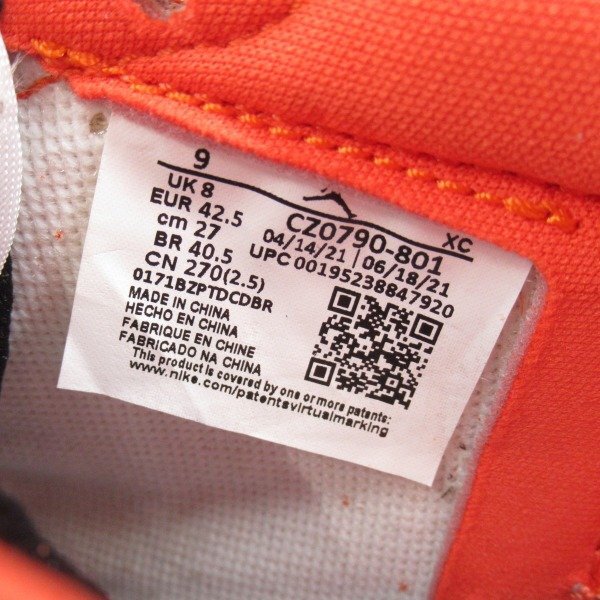 9 XC
UK 8
EUR 42.5
cm 27
BR 40.5
CN 270(2.5)
0171BZPTDCDBR
CZ0790-801
04/14/21 | 06/18/21
UPC 00195238847920
MADE IN CHINA
HECHO EN CHINA
FABRIQUE EN CHINE
FABRICADO NA CHINA
This product is covered by one or more patents:
www.nike.com/patentsvirtualmarking